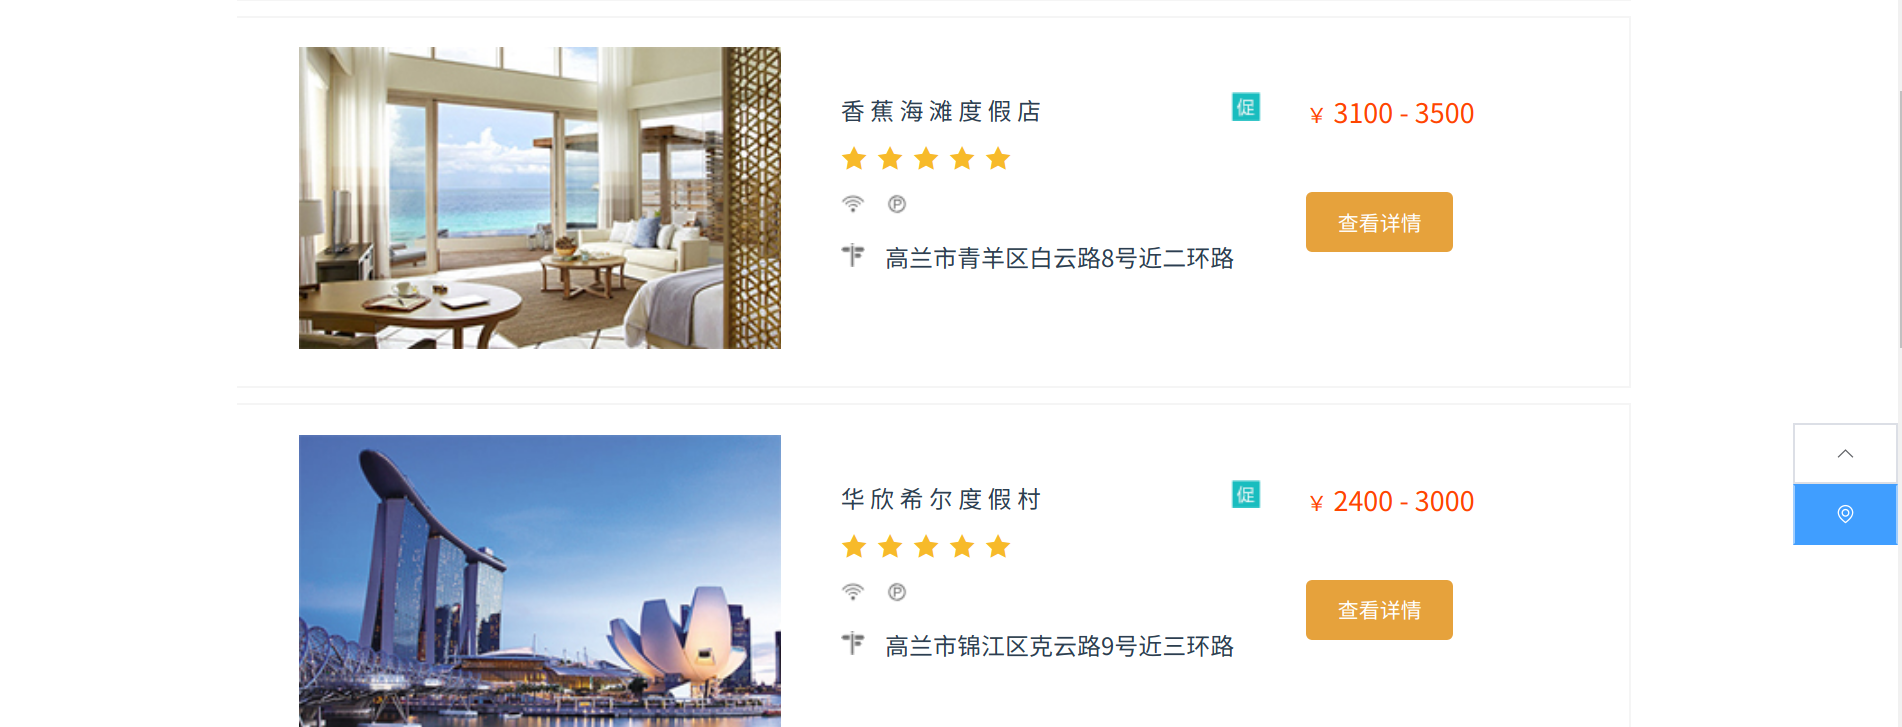 香蕉海滩度假店
促
¥ 3100 - 3500
查看详情
高兰市青羊区白云路8号近二环路
华欣希尔度假村
促
¥ 2400 - 3000
查看详情
高兰市锦江区克云路9号近三环路